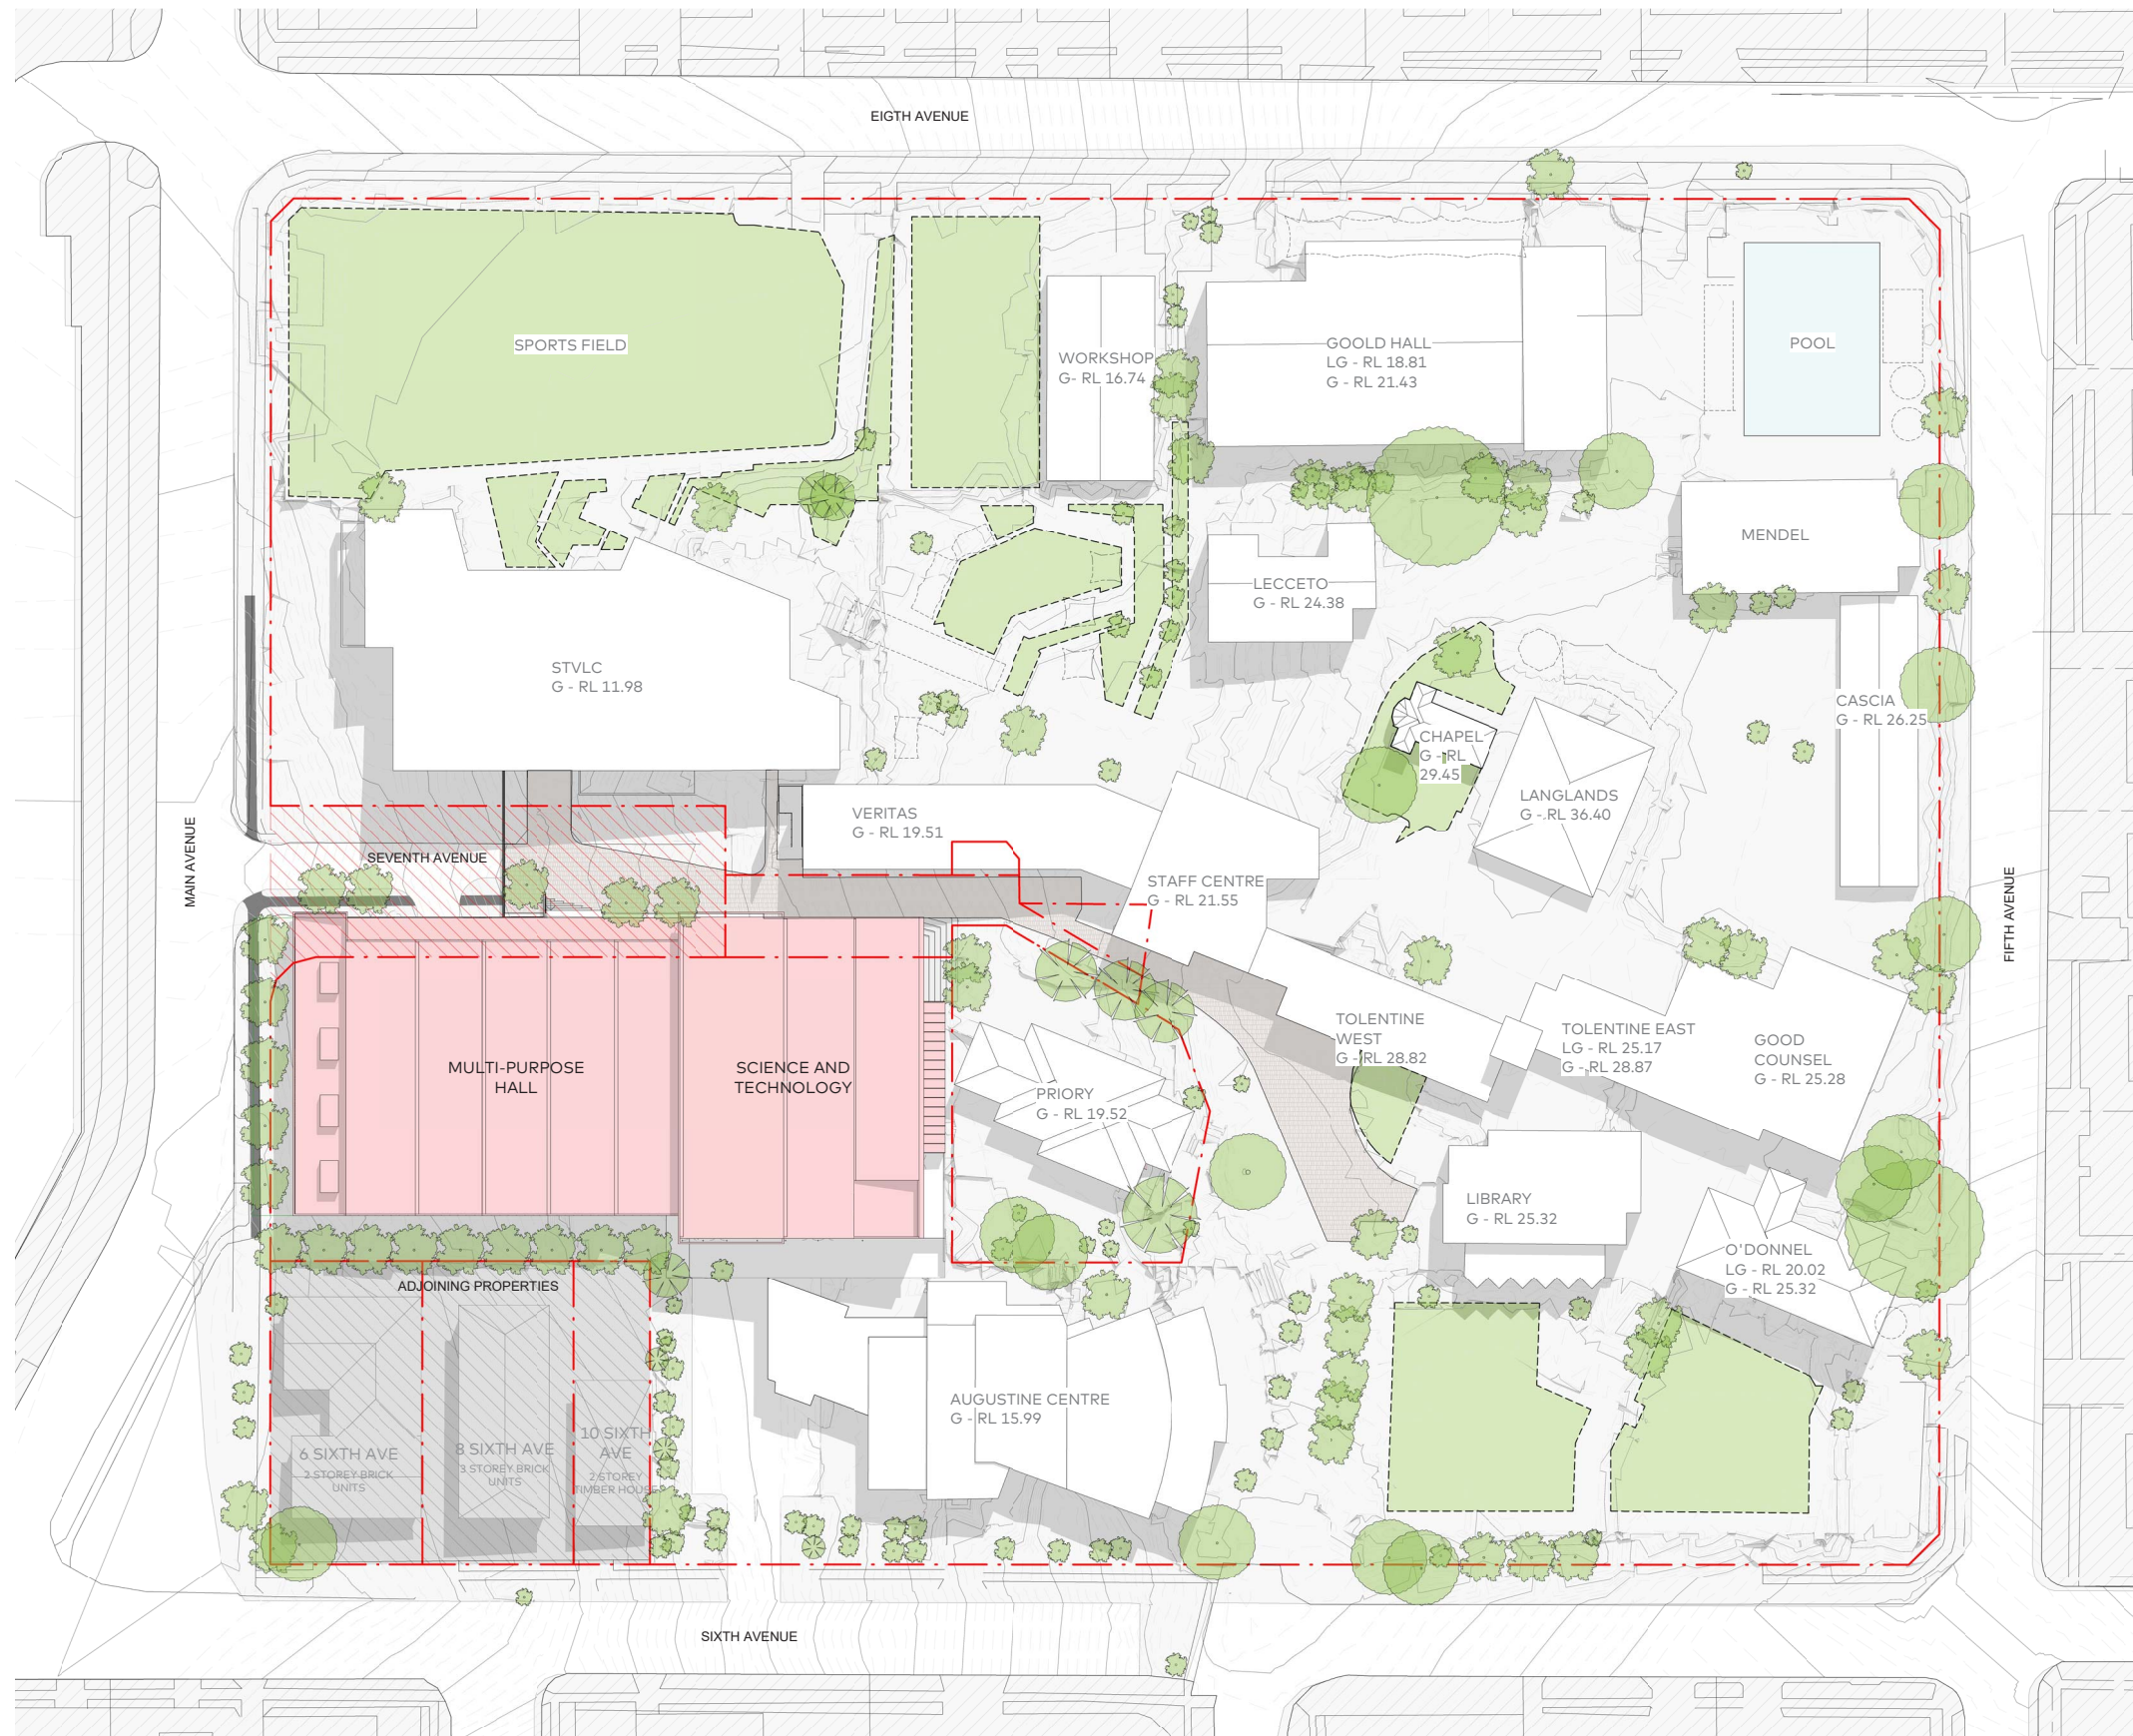 EIGTH AVENUE
SPORTS FIELD
WORKSHOP
G- RL 16.74
GOOLD HALL
LG - RL 18.81
G - RL 21.43
POOL
MENDEL
LECCETO
G - RL 24.38
STVLC
G - RL 11.98
CASCIA
G - RL 26.25
CHAPEL
G - RL
29.45
LANGLANDS
G - RL 36.40
VERITAS
G - RL 19.51
SEVENTH AVENUE
MAIN AVENUE
STAFF CENTRE
G - RL 21.55
FIFTH AVENUE
MULTI-PURPOSE
HALL
SCIENCE AND
TECHNOLOGY
PRIORY
G - RL 19.52
TOLENTINE
WEST
G - RL 28.82
TOLENTINE EAST
LG - RL 25.17
G - RL 28.87
GOOD
COUNSEL
G - RL 25.28
LIBRARY
G - RL 25.32
O'DONNEL
LG - RL 20.02
G - RL 25.32
ADJOINING PROPERTIES
AUGUSTINE CENTRE
G - RL 15.99
6 SIXTH AVE
2 STOREY BRICK
UNITS
8 SIXTH AVE
3 STOREY BRICK
UNITS
10 SIXTH
AVE
2 STOREY
TIMBER HOUSE
SIXTH AVENUE